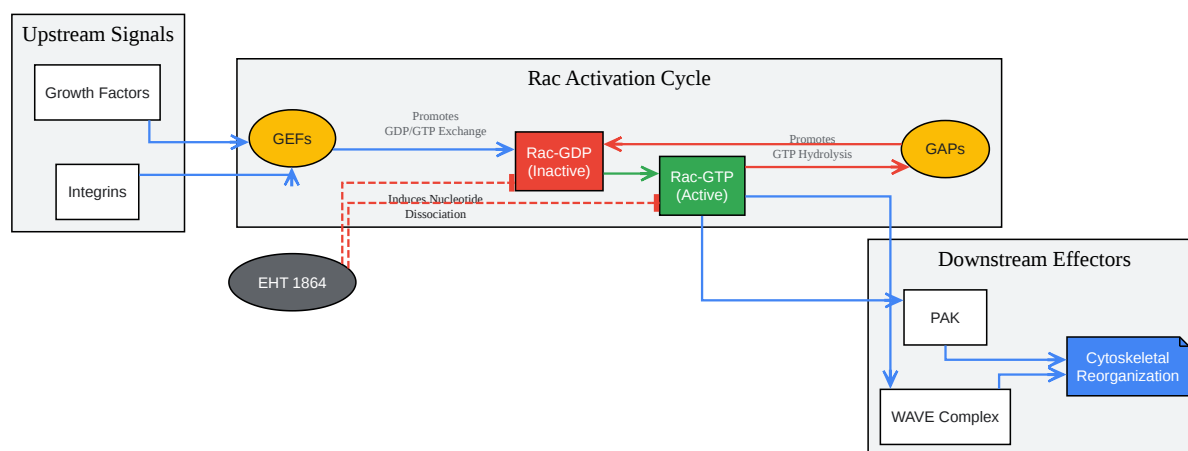 Upstream Signals
Growth Factors
Integrins
Rac Activation Cycle
GEFs
Promotes
GDP/GTP Exchange
Rac-GDP
(Inactive)
Rac-GTP
(Active)
Promotes
GTP Hydrolysis
GAPs
Induces Nucleotide
Dissociation
EHT 1864
Downstream Effectors
PAK
WAVE Complex
Cytoskeletal
Reorganization